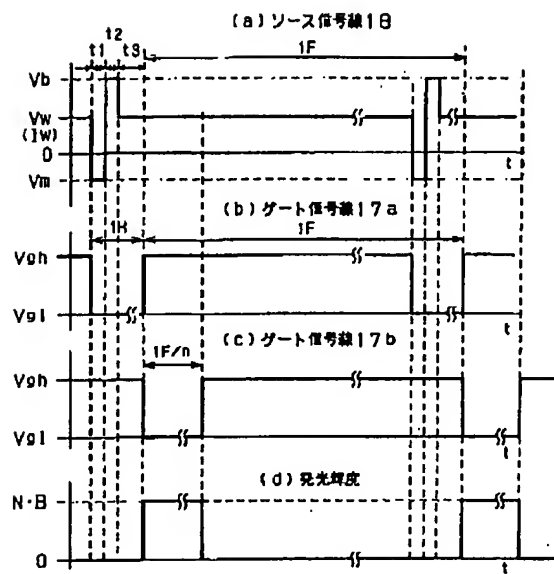 (a) ソース信号線18
t2
t1 t3 1F
Vb
Vw
(IW)
0 t
Vm
(b) ゲート信号線17a
1H 1F
Vgh
Vgl t
(c) ゲート信号線17b
1F/n
Vgh
Vgl t
(d) 発光輝度
N・B
0 t